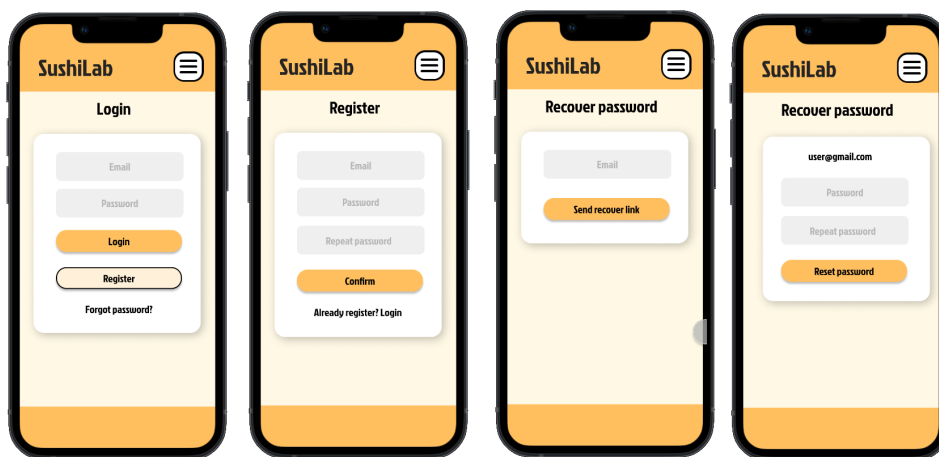 SushiLab
Login
Email
Password
Login
Register
Forgot password?
SushiLab
Register
Email
Password
Repeat password
Confirm
Already register? Login
SushiLab
Recover password
Email
Send recover link
SushiLab
Recover password
user@gmail.com
Password
Repeat password
Reset password